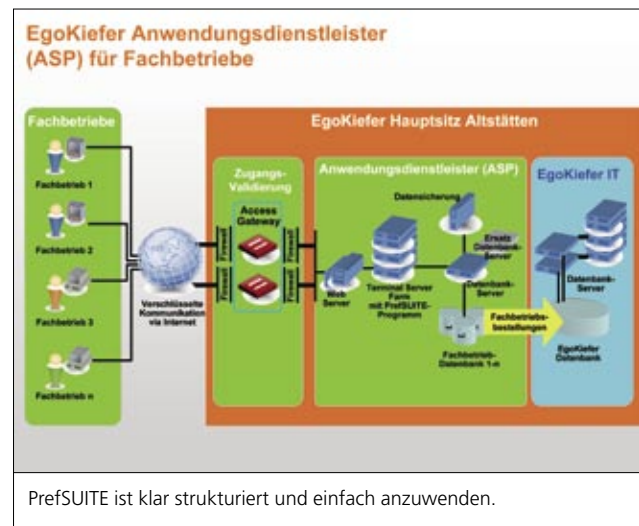 EgoKiefer Anwendungsdienstleister
(ASP) für Fachbetriebe
Fachbetriebe
Fachbetrieb 1
Fachbetrieb 2
Fachbetrieb 3
Fachbetrieb n
Verschlüsselte
Kommunikation
via Internet
EgoKiefer Hauptsitz Altstätten
Zugangs-
Validierung
Access
Gateway
Firewall
Firewall
Firewall
Firewall
Anwendungsdienstleister (ASP)
Web
Server
Terminal Server
Farm
mit PrefSUITE-
Programm
Datensicherung
Ersatz
Datenbank-
Server
Datenbank-
Server
Fachbetrieb-
Datenbank 1-n
Fachbetriebs-
bestellungen
EgoKiefer IT
Datenbank-
Server
EgoKiefer
Datenbank
PrefSUITE ist klar strukturiert und einfach anzuwenden.